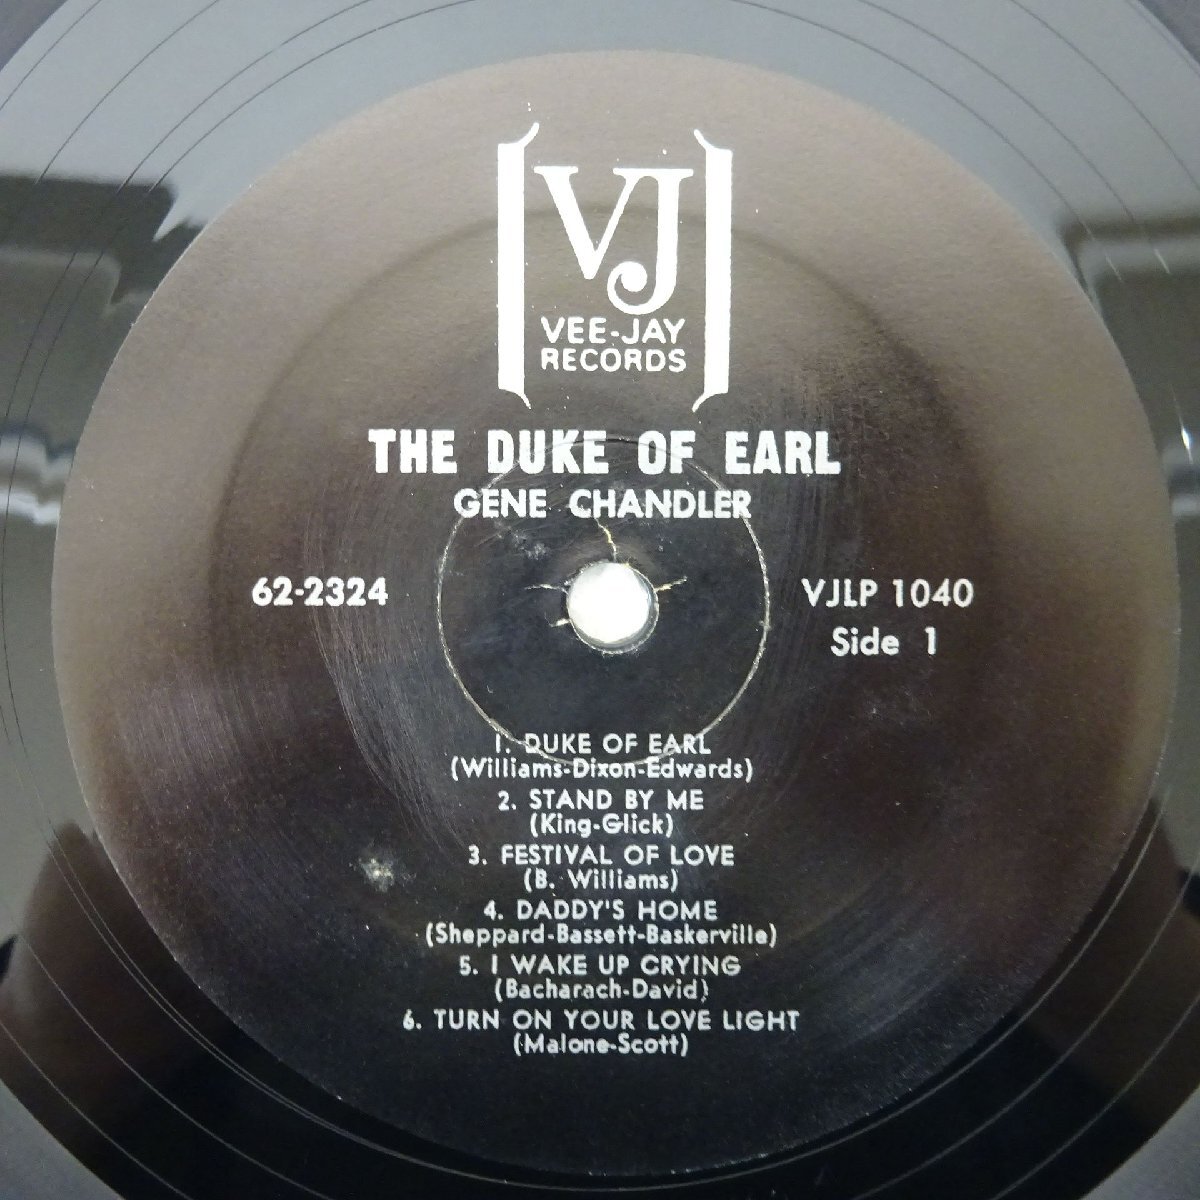 VJ
VEE-JAY
RECORDS
THE DUKE OF EARL
GENE CHANDLER
62-2324
VJLP 1040
Side 1
1. DUKE OF EARL
(Williams-Dixon-Edwards)
2. STAND BY ME
(King-Glick)
3. FESTIVAL OF LOVE
(B. Williams)
4. DADDY'S HOME
(Sheppard-Bassett-Baskerville)
5. I WAKE UP CRYING
(Bacharach-David)
6. TURN ON YOUR LOVE LIGHT
(Malone-Scott)